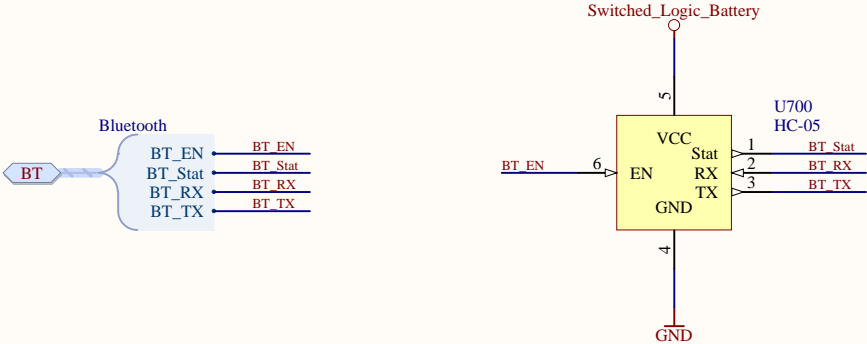 Switched_Logic_Battery
5
U700
HC-05
Bluetooth
BT
BT_EN BT_EN
BT_Stat BT_Stat
BT_RX BT_RX
BT_TX BT_TX
BT_EN 6 EN
VCC
Stat 1 BT_Stat
RX 2 BT_RX
TX 3 BT_TX
GND
4
GND